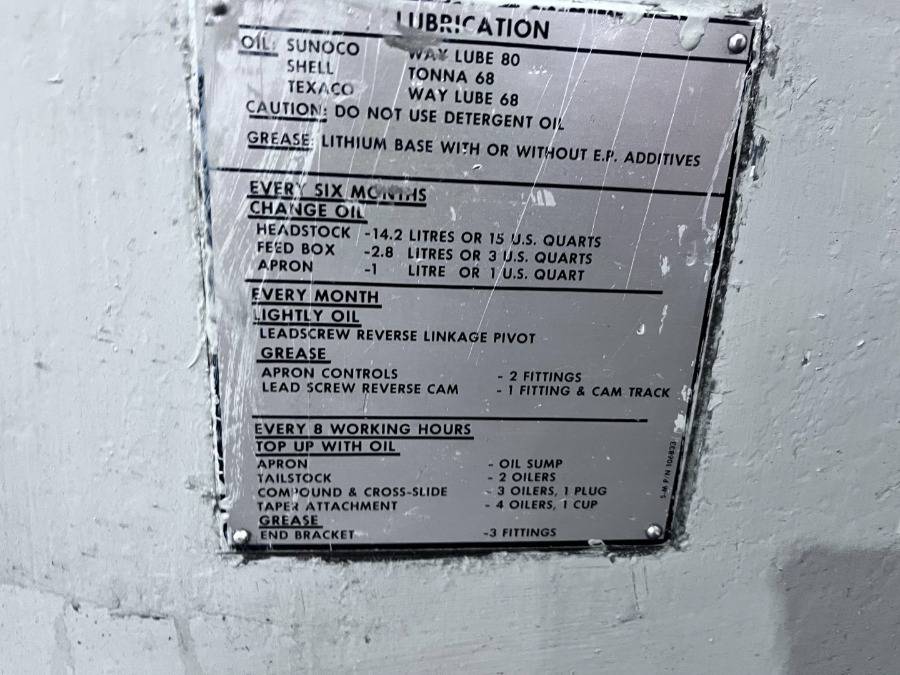 LUBRICATION
OIL: SUNOCO WAY LUBE 80
SHELL TONNA 68
TEXACO WAY LUBE 68
CAUTION: DO NOT USE DETERGENT OIL
GREASE: LITHIUM BASE WITH OR WITHOUT E.P. ADDITIVES
EVERY SIX MONTHS
CHANGE OIL
HEADSTOCK -14.2 LITRES OR 15 U.S. QUARTS
FEED BOX -2.8 LITRES OR 3 U.S. QUARTS
APRON -1 LITRE OR 1 U.S. QUART
EVERY MONTH
LIGHTLY OIL
LEADSCREW REVERSE LINKAGE PIVOT
GREASE
APRON CONTROLS - 2 FITTINGS
LEAD SCREW REVERSE CAM - 1 FITTING & CAM TRACK
EVERY 8 WORKING HOURS
TOP UP WITH OIL
APRON - OIL SUMP
TAILSTOCK - 2 OILERS
COMPOUND & CROSS-SLIDE - 3 OILERS, 1 PLUG
TAPER ATTACHMENT - 4 OILERS, 1 CUP
GREASE
END BRACKET -3 FITTINGS
S-M P/N 106833